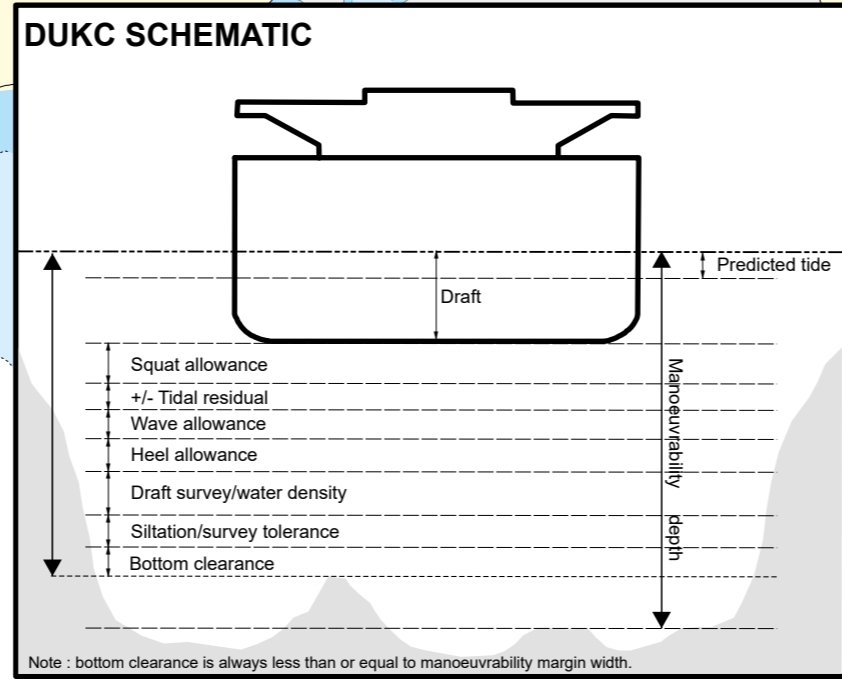 DUKC SCHEMATIC
Predicted tide
Draft
Squat allowance
+/- Tidal residual
Wave allowance
Heel allowance
Draft survey/water density
Siltation/survey tolerance
Bottom clearance
Manoeuvrability depth
Note : bottom clearance is always less than or equal to manoeuvrability margin width.